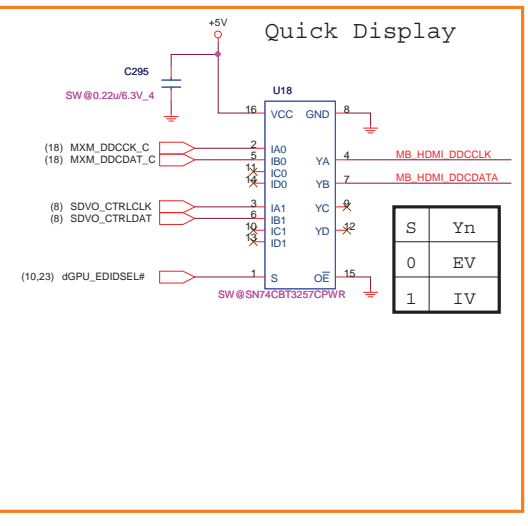 +5V
Quick Display
C295
SW@0.22u/6.3V_4
U18
16 VCC GND 8
(18) MXM_DDCCK_C 2 IA0 YA 4 MB_HDMI_DDCCLK
(18) MXM_DDCDAT_C 5 IB0
11 IC0
14 ID0 YB 7 MB_HDMI_DDCDATA
(8) SDVO_CTRLCLK 3 IA1 YC 9
(8) SDVO_CTRLDAT 6 IB1
10 IC1 YD 12
13 ID1
S Yn
0 EV
1 IV
(10,23) dGPU_EDIDSEL# 1 S OE 15
SW@SN74CBT3257CPWR